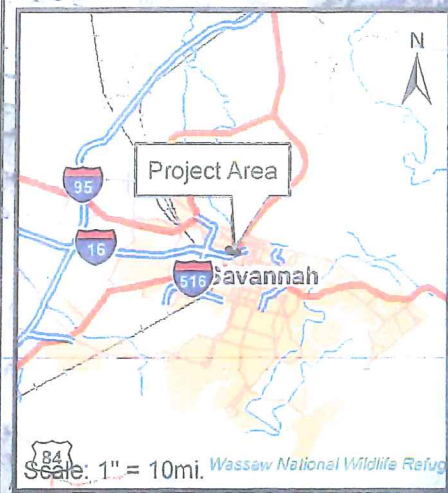 N
Project Area
95
16
516
Savannah
84
Scale: 1" = 10mi.
Wassaw National Wildlife Refug